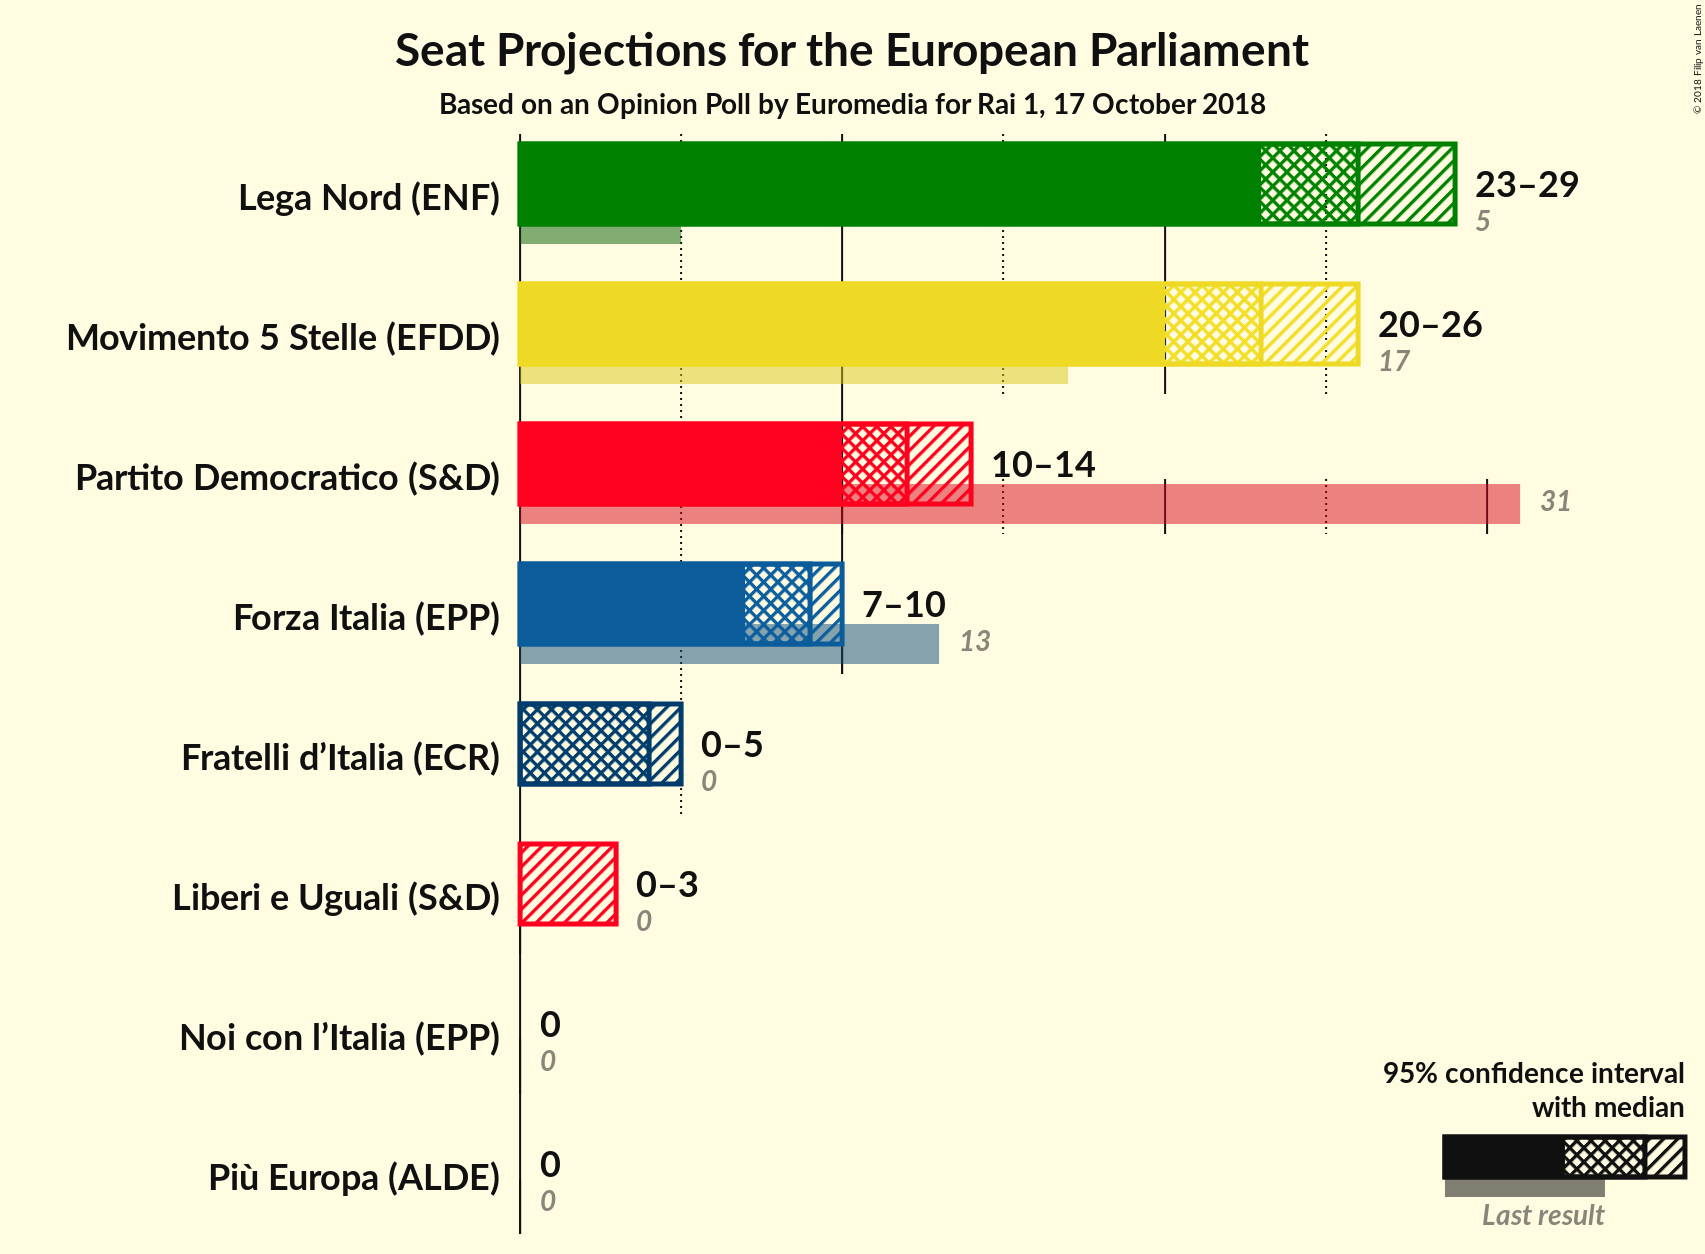 Seat Projections for the European Parliament
Based on an Opinion Poll by Euromedia for Rai 1, 17 October 2018
© 2018 Filip van Laenen
Lega Nord (ENF)
23–29
5
Movimento 5 Stelle (EFDD)
20–26
17
Partito Democratico (S&D)
10–14
31
Forza Italia (EPP)
7–10
13
Fratelli d’Italia (ECR)
0–5
0
Liberi e Uguali (S&D)
0–3
0
Noi con l’Italia (EPP)
0
0
Più Europa (ALDE)
0
0
95% confidence interval
with median
Last result